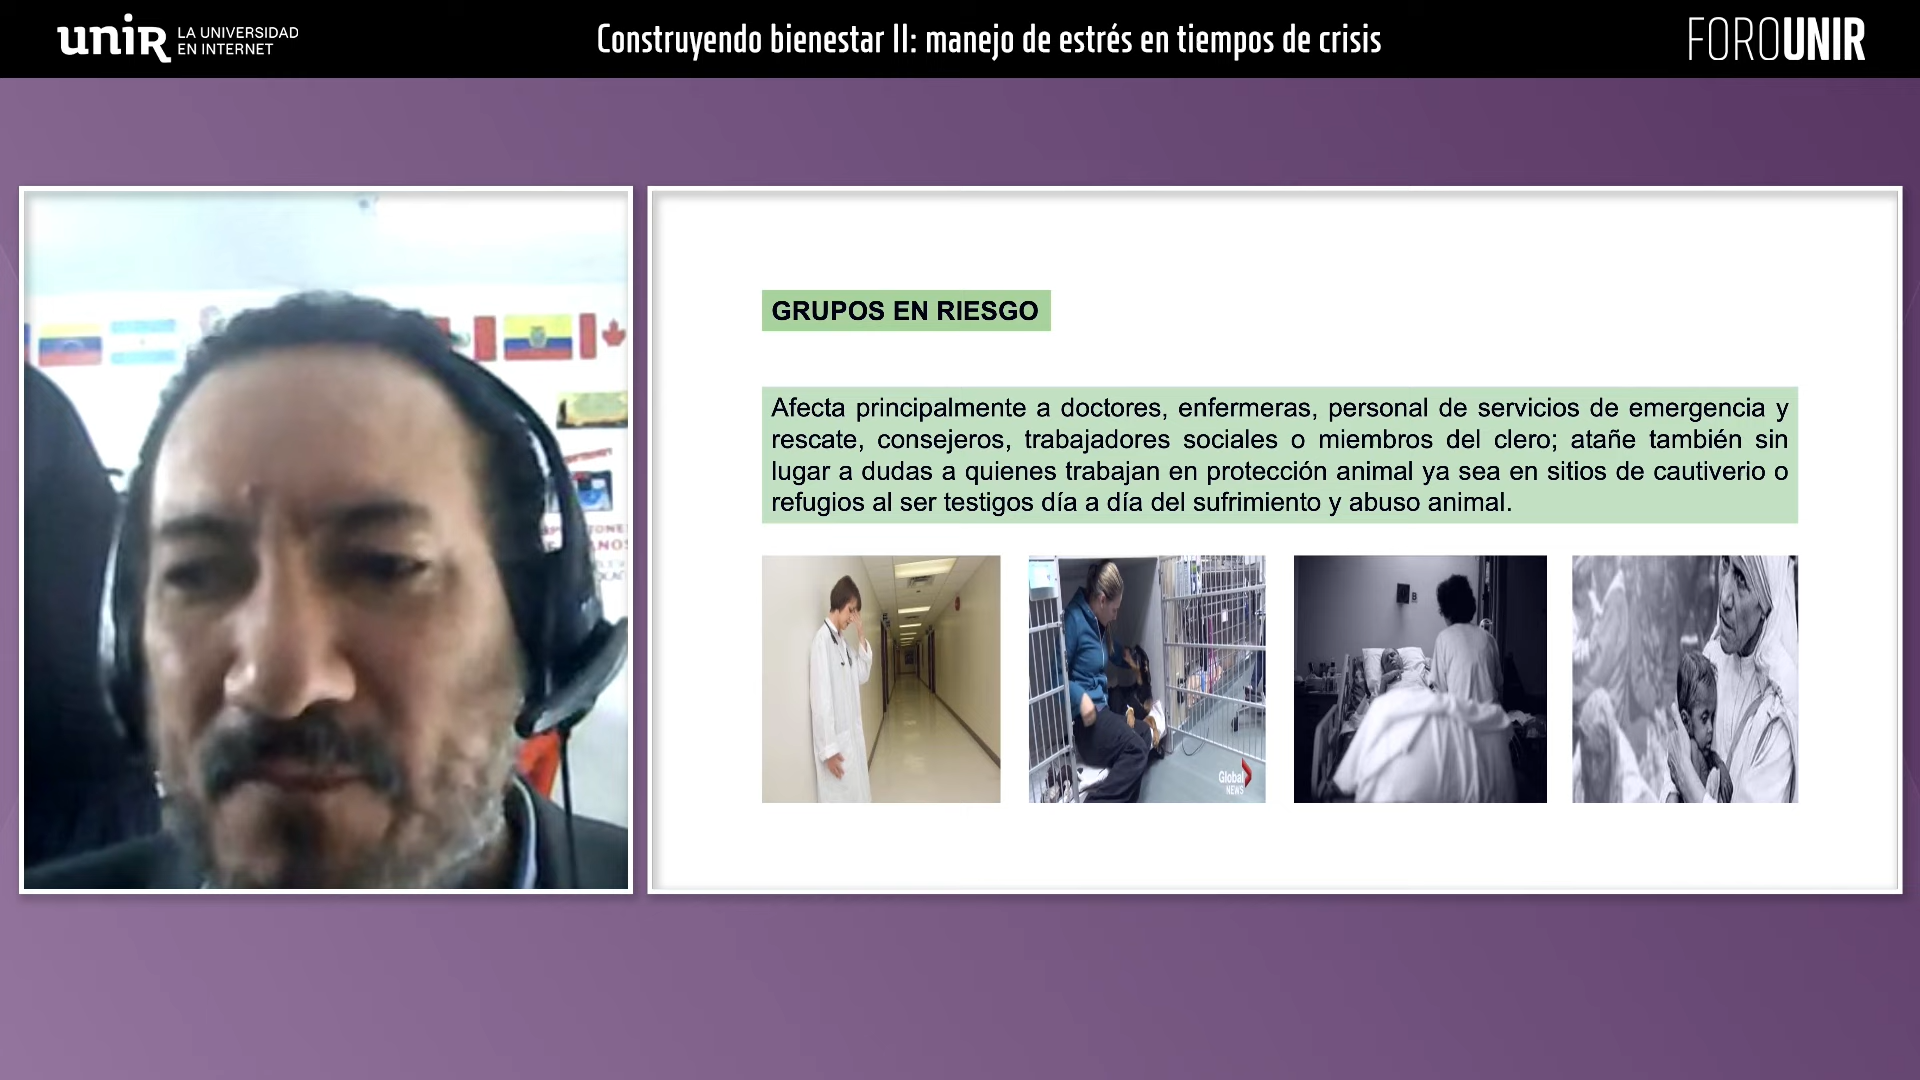 unir LA UNIVERSIDAD
EN INTERNET
Construyendo bienestar II: manejo de estrés en tiempos de crisis
FOROUNIR
GRUPOS EN RIESGO
Afecta principalmente a doctores, enfermeras, personal de servicios de emergencia y
rescate, consejeros, trabajadores sociales o miembros del clero; atañe también sin
lugar a dudas a quienes trabajan en protección animal ya sea en sitios de cautiverio o
refugios al ser testigos día a día del sufrimiento y abuso animal.
Global
NEWS